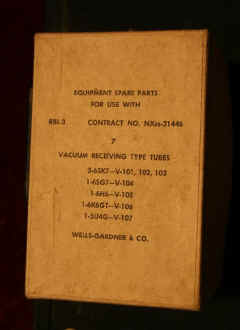 EQUIPMENT SPARE PARTS
FOR USE WITH
RBL-3 CONTRACT NO. NXss-31446
7
VACUUM RECEIVING TYPE TUBES
3-6SK7—V-101, 102, 103
1-6SG7—V-104
1-6H6—V-105
1-6K6GT—V-106
1-5U4G—V-107
WELLS-GARDNER & CO.